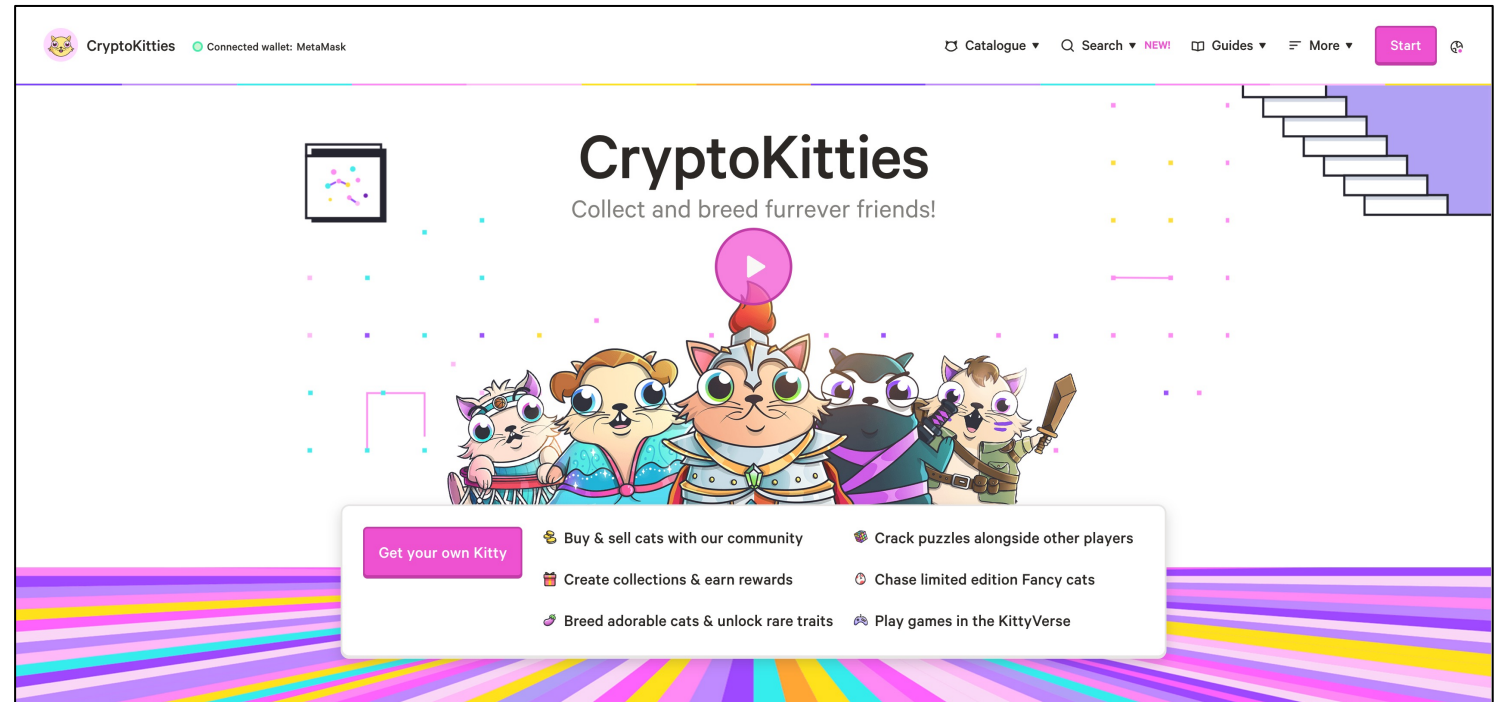 CryptoKitties
Connected wallet: MetaMask
Catalogue
Search
NEW!
Guides
More
Start
CryptoKitties
Collect and breed furrever friends!
Get your own Kitty
Buy & sell cats with our community
Crack puzzles alongside other players
Create collections & earn rewards
Chase limited edition Fancy cats
Breed adorable cats & unlock rare traits
Play games in the KittyVerse